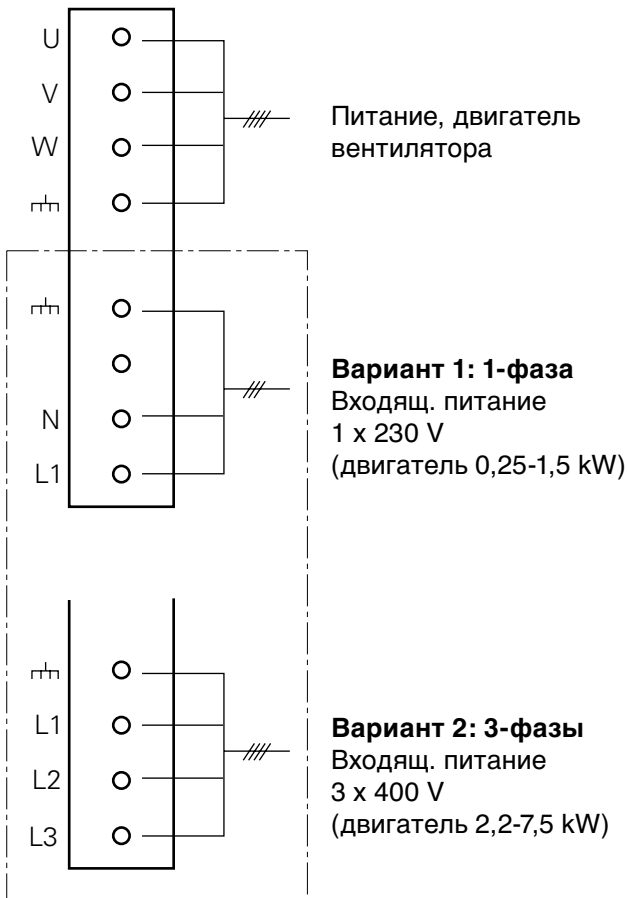 U
V
W
Питание, двигатель
вентилятора
N
L1
Вариант 1: 1-фаза
Входящ. питание
1 x 230 V
(двигатель 0,25-1,5 kW)
L1
L2
L3
Вариант 2: 3-фазы
Входящ. питание
3 x 400 V
(двигатель 2,2-7,5 kW)